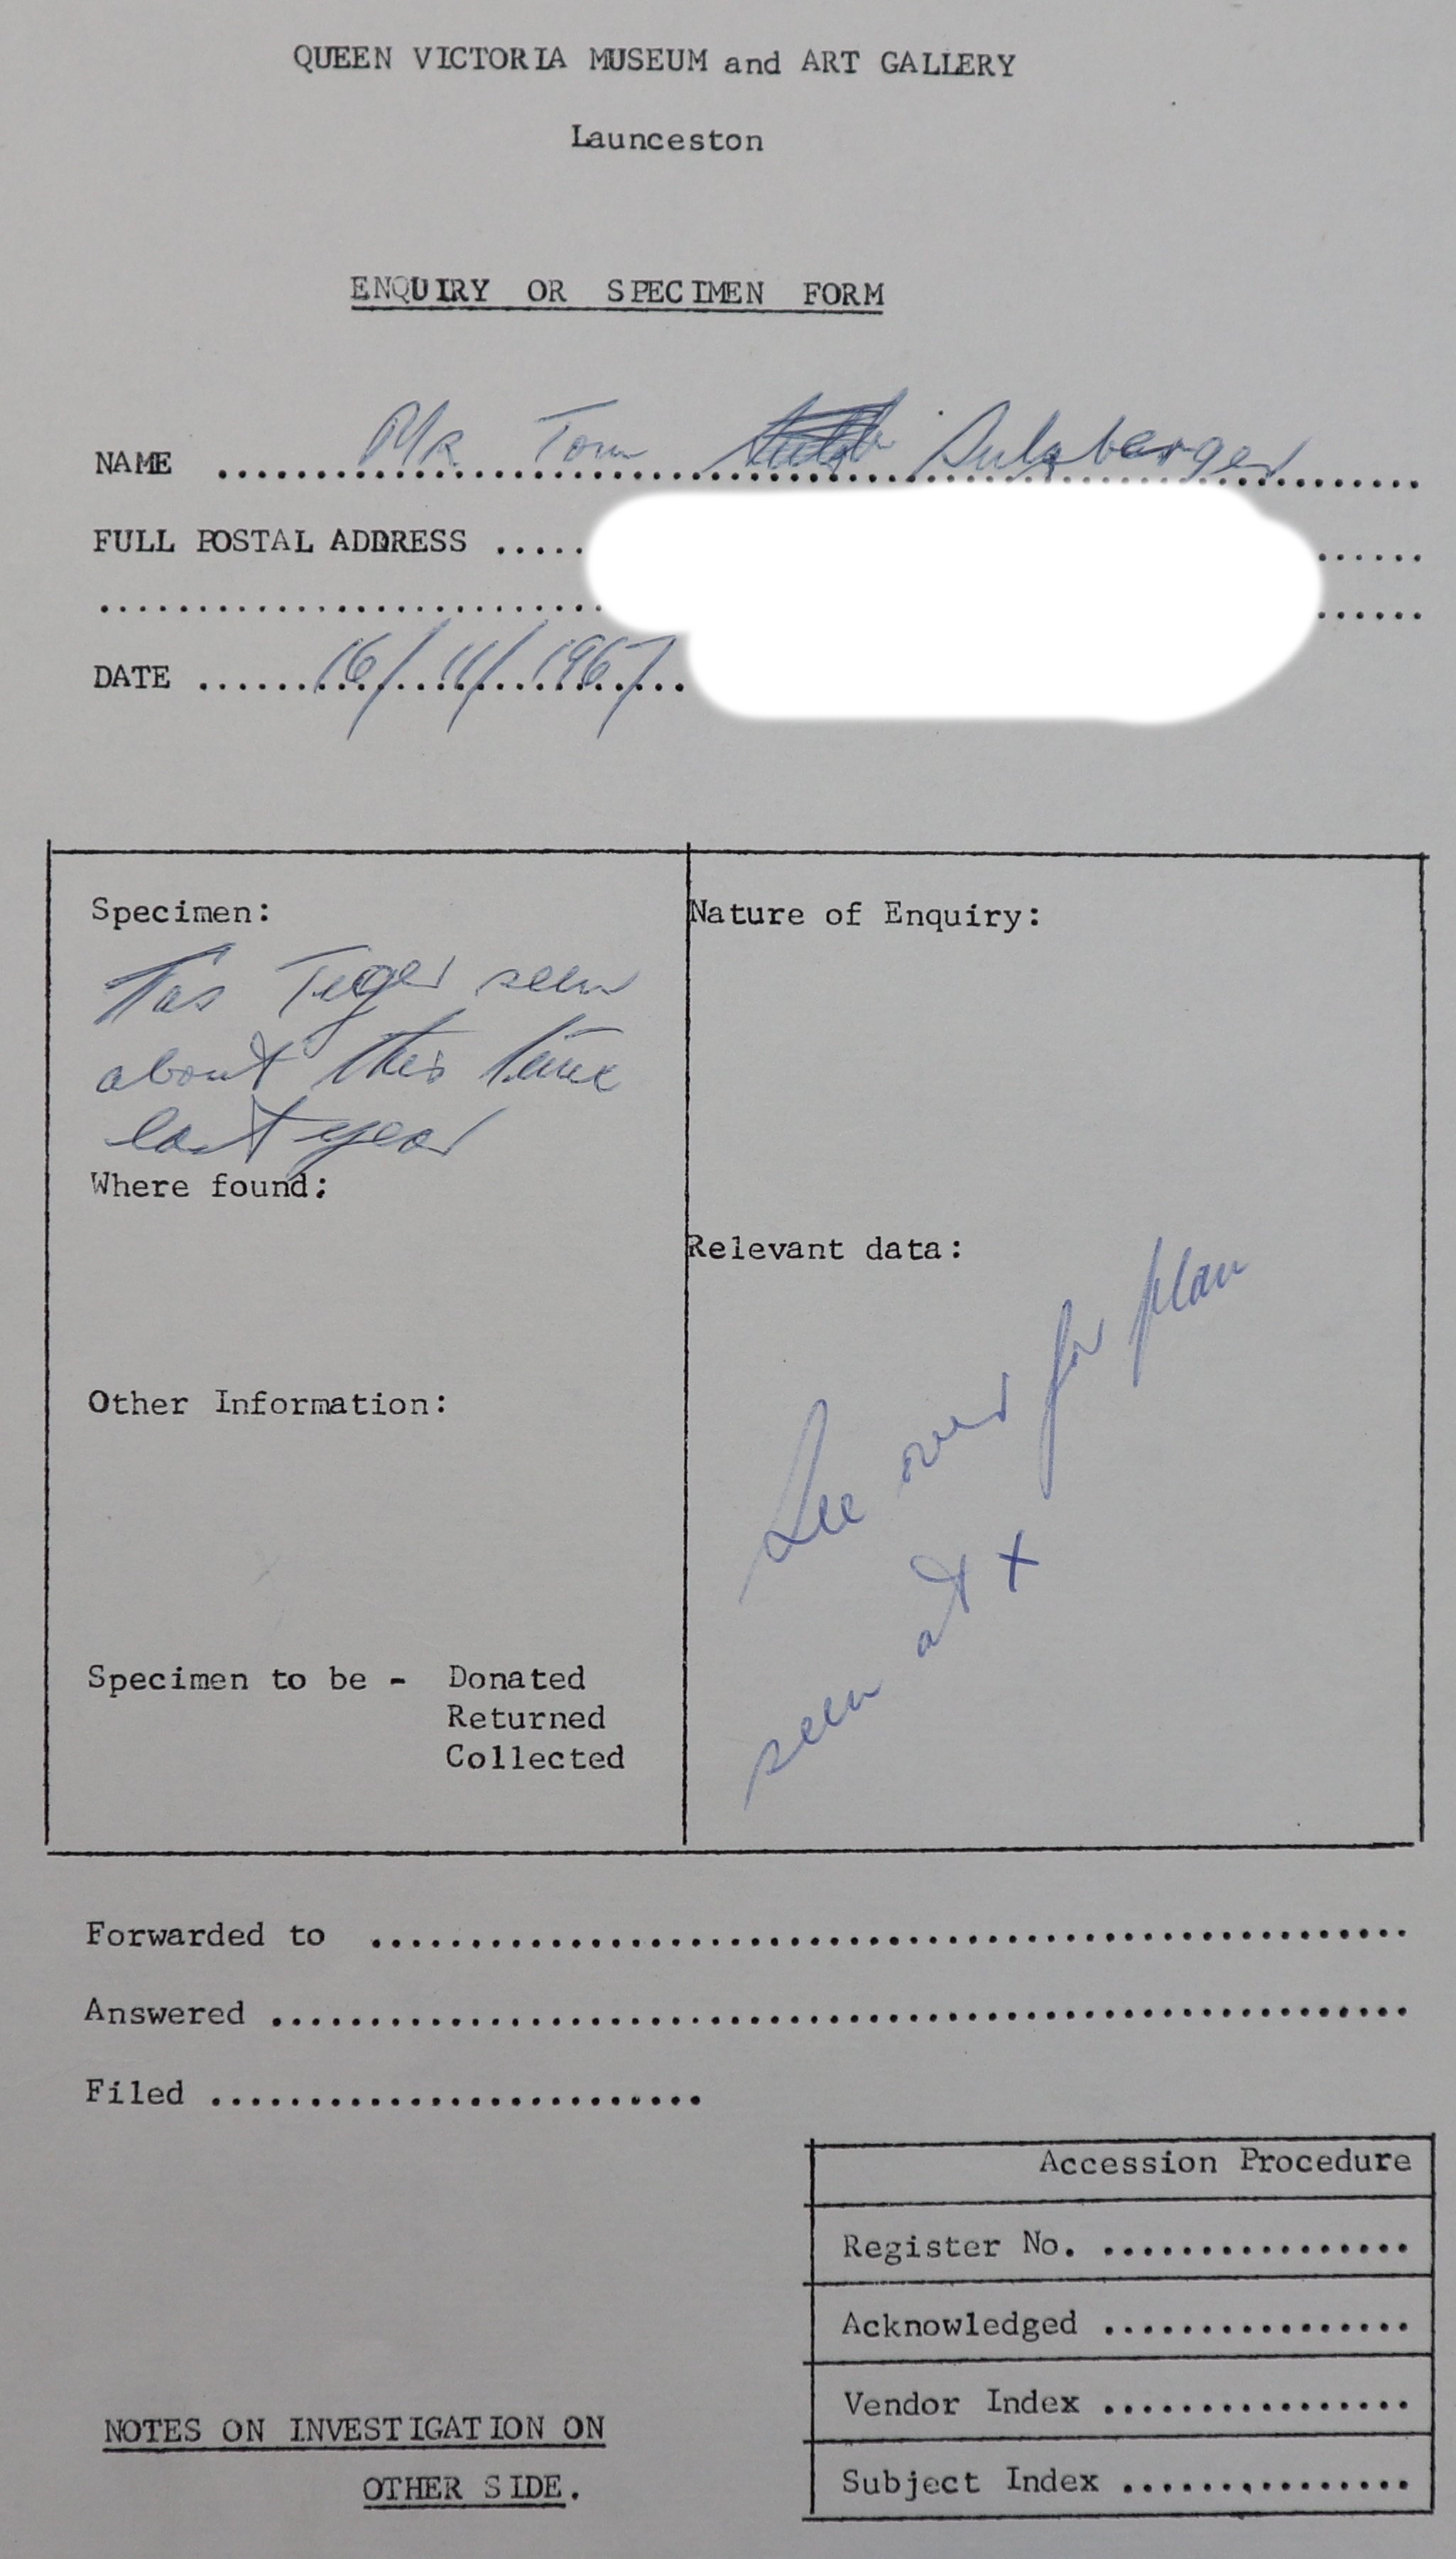 QUEEN VICTORIA MUSEUM and ART GALLERY
Launceston
ENQUIRY OR SPECIMEN FORM
NAME ........ Mr Tom Sulzberger ........
FULL POSTAL ADDRESS ..... .....
.......................... .....
DATE ...... 16/11/1967 ......
Specimen:
Tas Tiger seen
about this time
last year
Where found:
Other Information:
Specimen to be - Donated
Returned
Collected
Nature of Enquiry:
Relevant data:
See over for plan
seen at x
Forwarded to ....................................................
Answered .........................................................
Filed .........................
NOTES ON INVESTIGATION ON
OTHER SIDE.
Accession Procedure
Register No. ................
Acknowledged ................
Vendor Index ................
Subject Index ...............